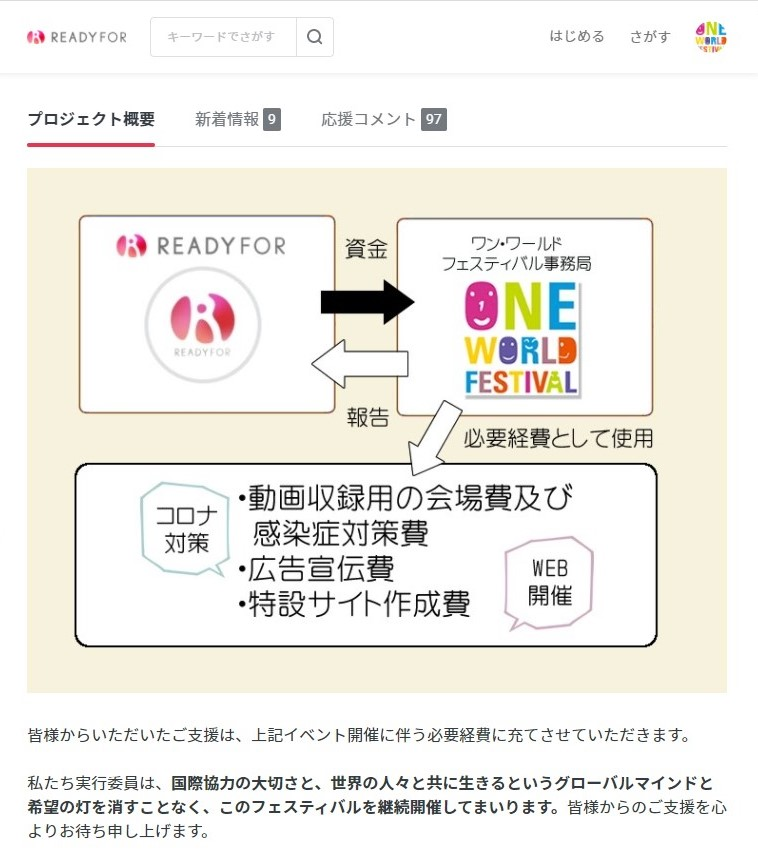 READYFOR
キーワードでさがす
はじめる
さがす
ONE
WORLD
FESTIVAL
プロジェクト概要
新着情報 9
応援コメント 97
READYFOR
READYFOR
資金
報告
ワン・ワールド
フェスティバル事務局
ONE
WORLD
FESTIVAL
必要経費として使用
コロナ
対策
・動画収録用の会場費及び
感染症対策費
・広告宣伝費
・特設サイト作成費
WEB
開催
皆様からいただいたご支援は、上記イベント開催に伴う必要経費に充てさせていただきます。
私たち実行委員は、国際協力の大切さと、世界の人々と共に生きるというグローバルマインドと
希望の灯を消すことなく、このフェスティバルを継続開催してまいります。皆様からのご支援を心
よりお待ち申し上げます。